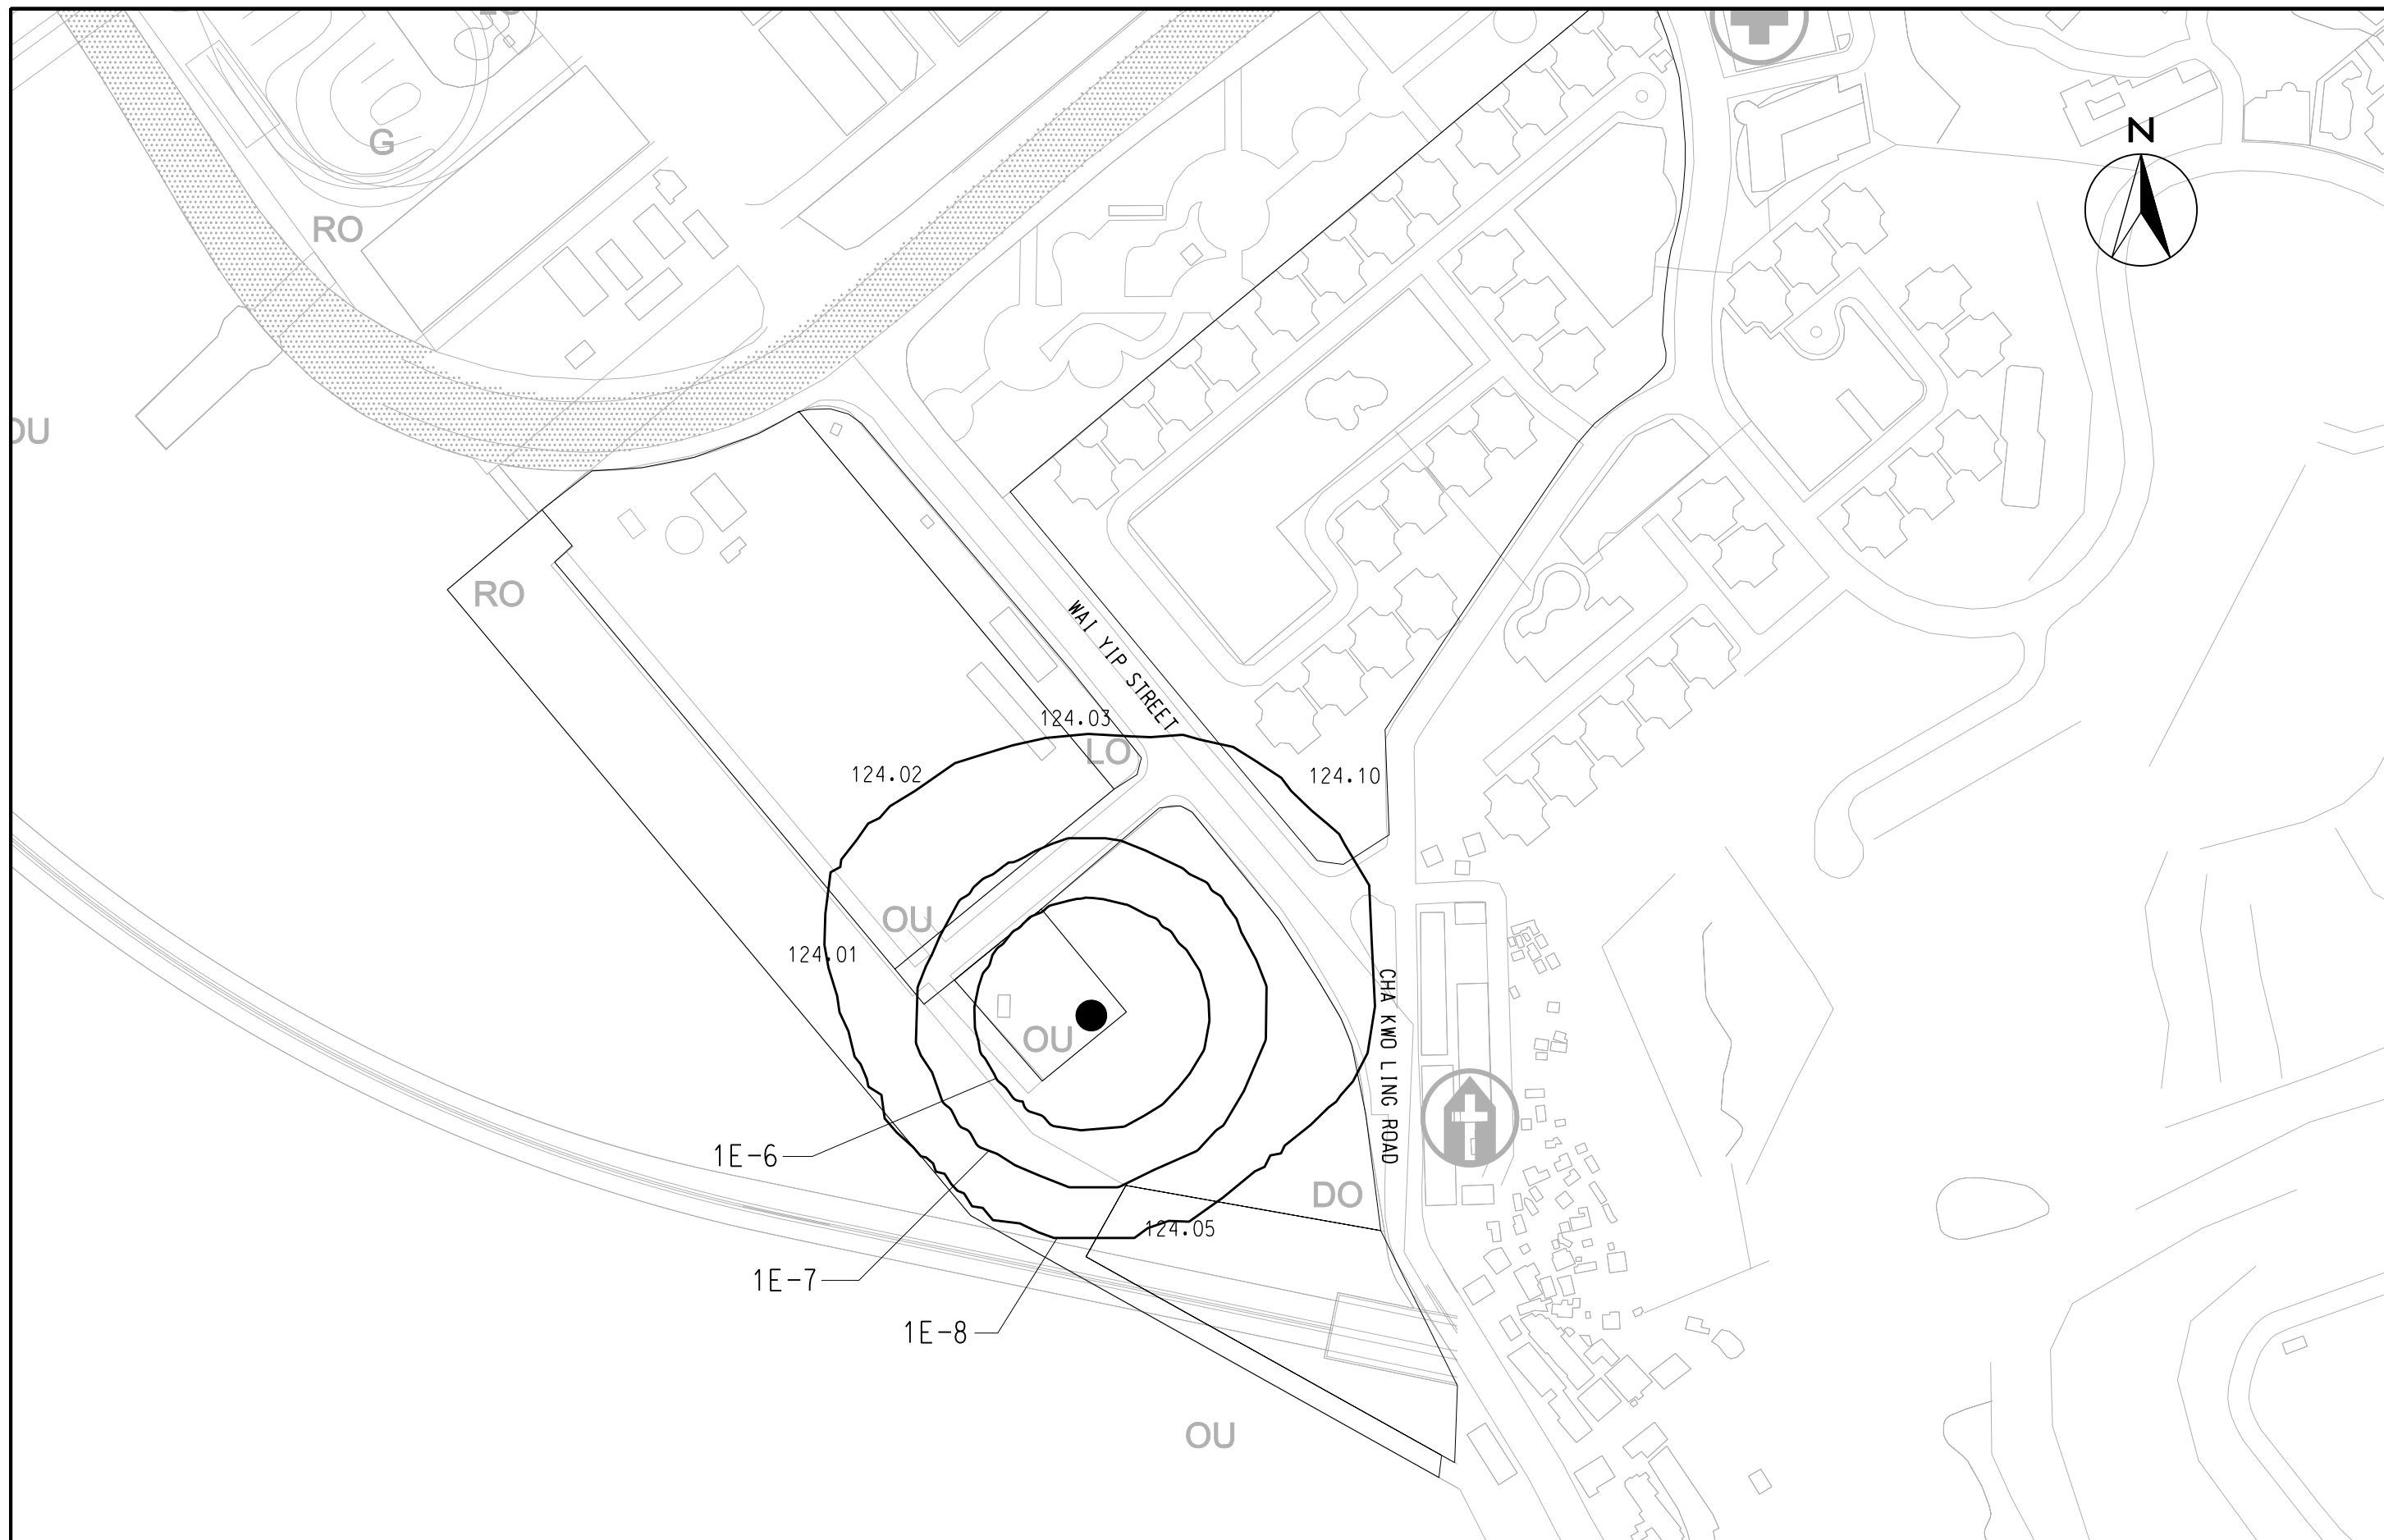 N
G
RO
OU
RO
WAI YIP STREET
124.03
LO
124.02
124.10
OU
124.01
CHA KWO LING ROAD
OU
1E-6
DO
124.05
1E-7
1E-8
OU